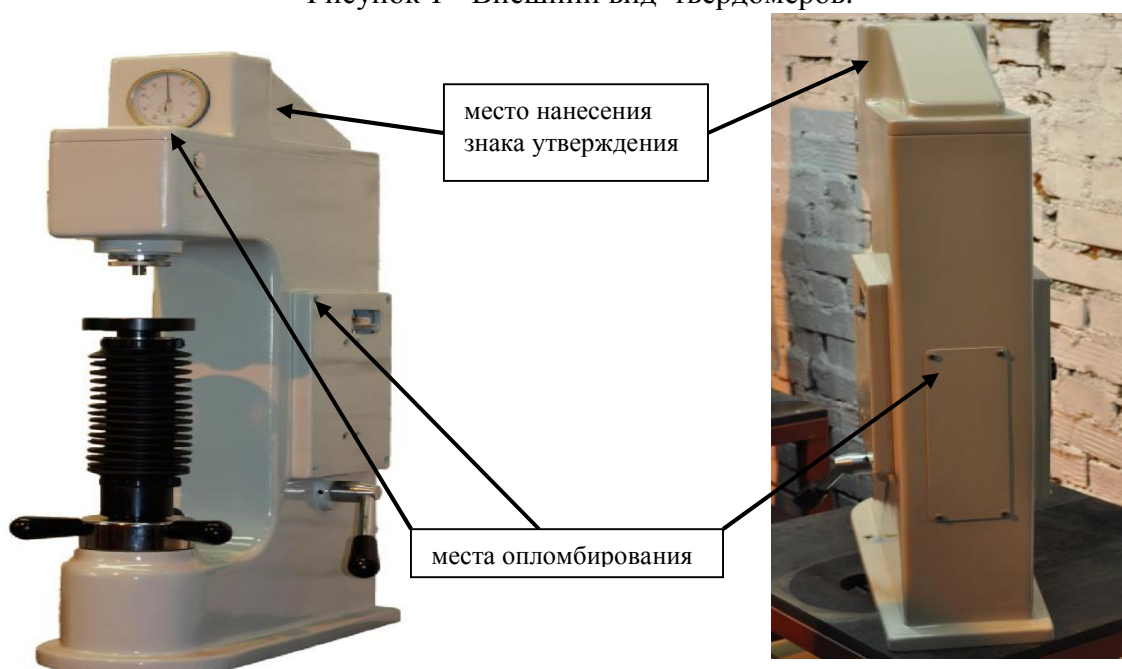 Рисунок 1 - Внешний вид твердомеров.
место нанесения
знака утверждения
места опломбирования